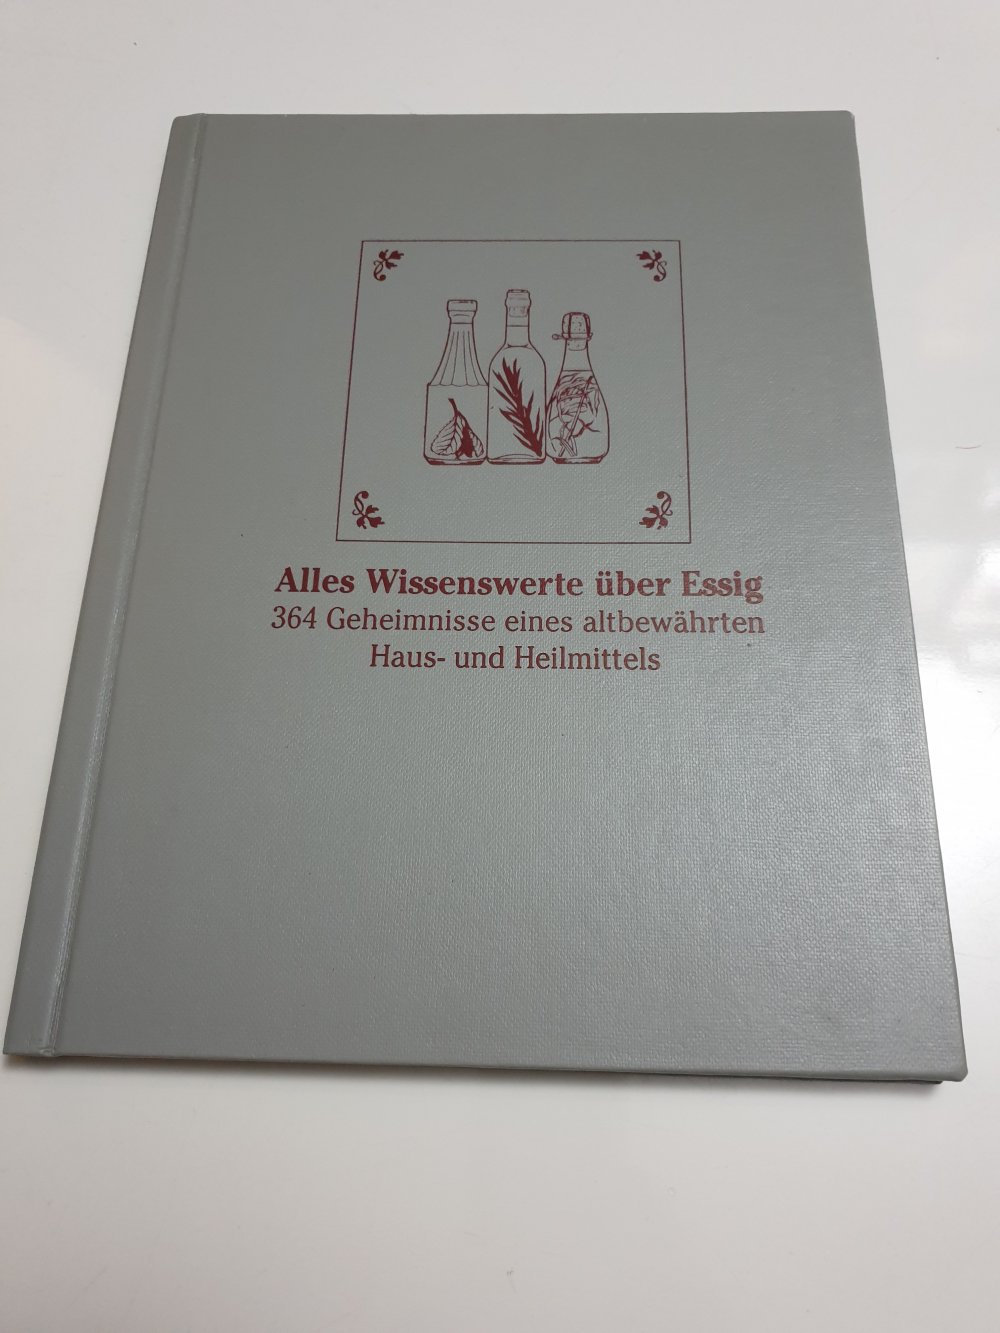 Alles Wissenswerte über Essig
364 Geheimnisse eines altbewährten
Haus- und Heilmittels